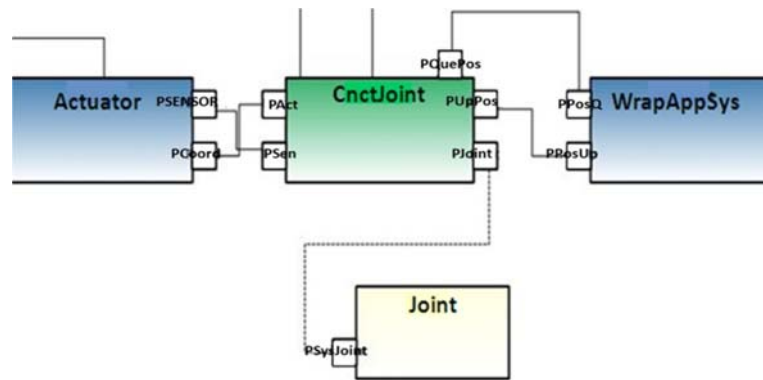 Actuator
PSENSOR
PCoord
CnctJoint
PQuePos
PAct
PSen
PUpPos
PJoint
WrapAppSys
PPosQ
PPosUp
Joint
PSysJoint